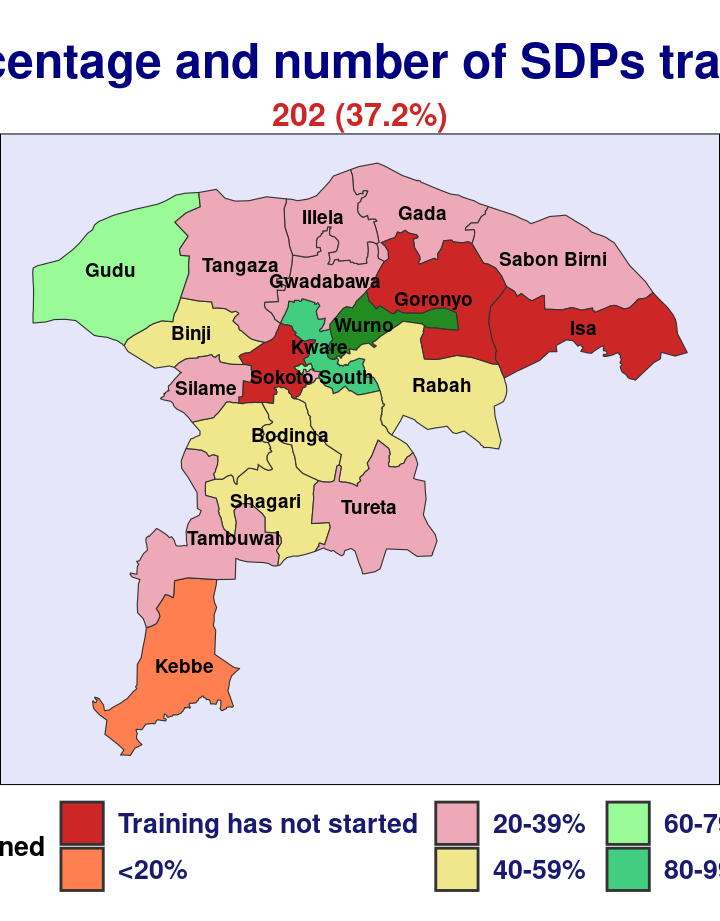 centage and number of SDPs tra
202 (37.2%)
Illela
Gada
Gudu
Tangaza
Sabon Birni
Gwadabawa
Goronyo
Binji
Wurno
Isa
Kware
Silame
Sokoto South
Rabah
Bodinga
Shagari
Tureta
Tambuwal
Kebbe
ned
Training has not started
20-39%
60-7
<20%
40-59%
80-9